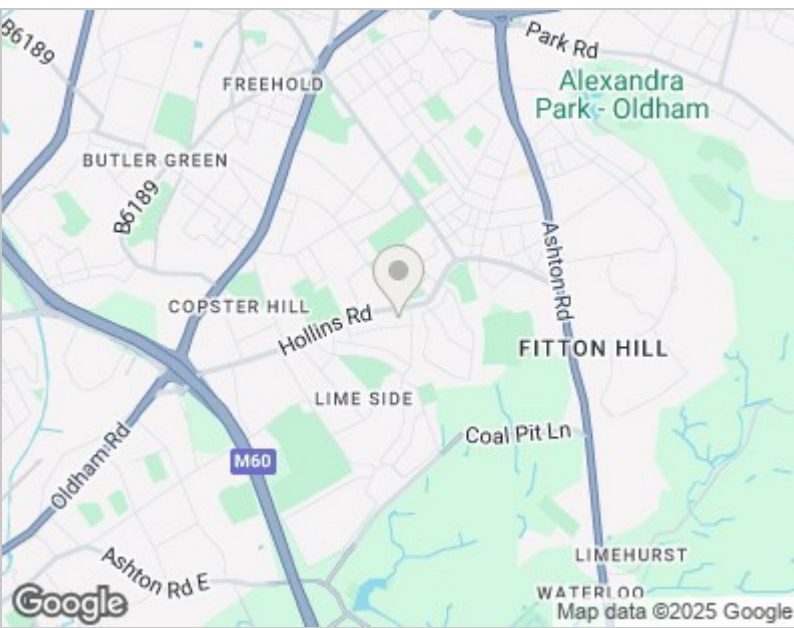 B6189
Park Rd
FREEHOLD
Alexandra
Park - Oldham
BUTLER GREEN
B6189
Ashton Rd
COPSTER HILL
Hollins Rd
FITTON HILL
LIME SIDE
Coal Pit Ln
M60
Oldham Rd
LIMEHURST
Ashton Rd E
WATERLOO
Google
Map data ©2025 Google